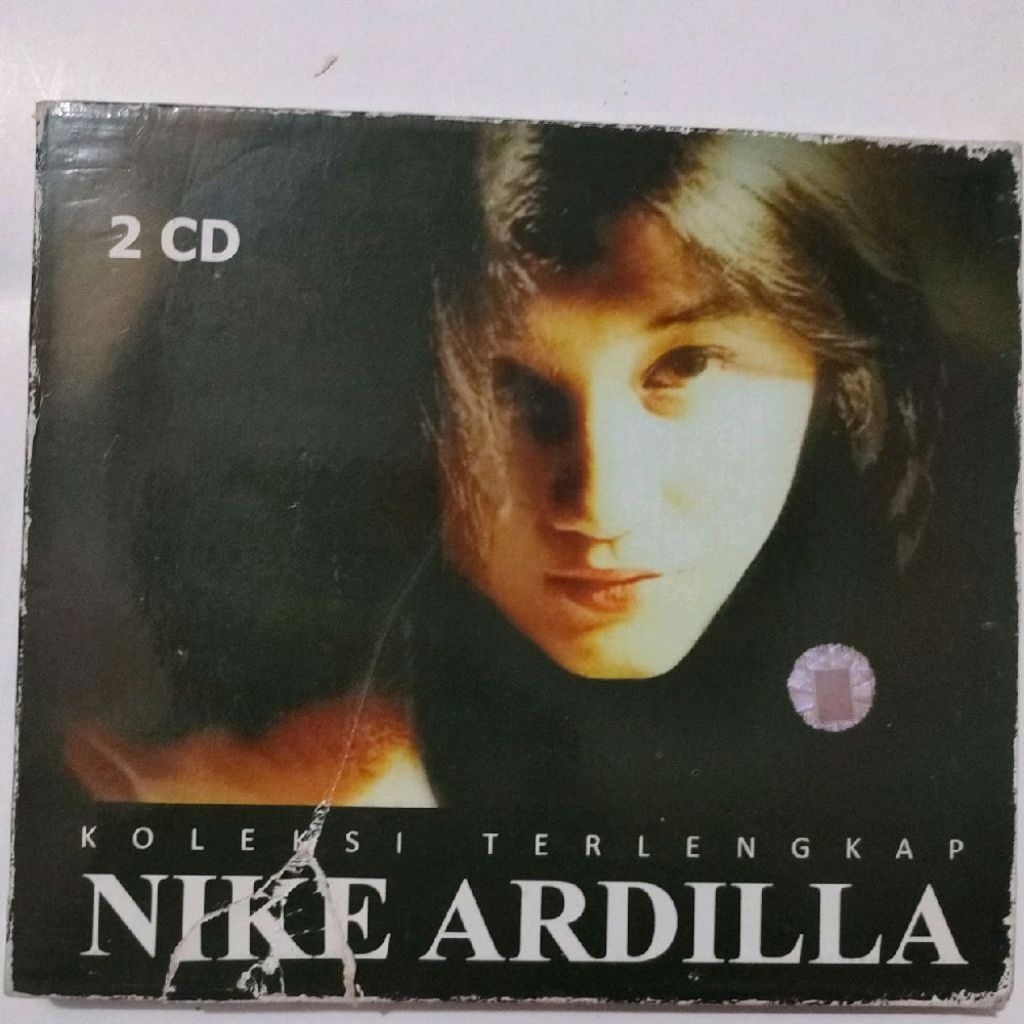 2 CD
KOLEKSI TERLENGKAP
NIKE ARDILLA